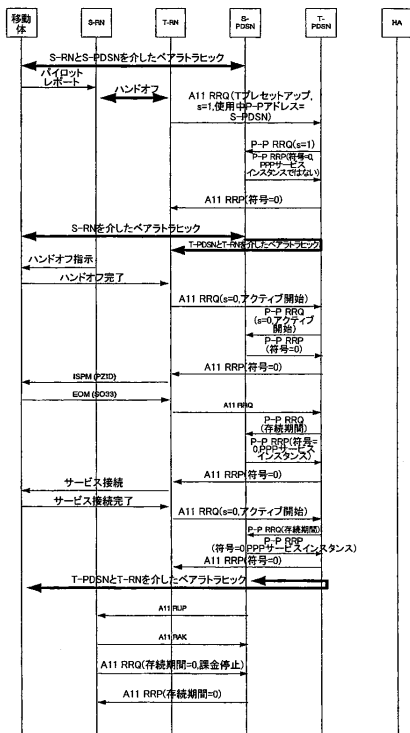 移動
体
S-RN
T-RN
S-
PDSN
T-
PDSN
HA
S-RNとS-PDSNを介したベアラトラヒック
パイロット
レポート
ハンドオフ
A11 RRQ(Tプレセットアップ,
s=1,使用中P-Pアドレス=
S-PDSN)
P-P RRQ(s=1)
P-P RRP(符号=0,
PPPサービス
インスタンスではない)
A11 RRP(符号=0)
S-RNを介したベアラトラヒック
T-PDSNとT-RNを介したベアラトラヒック
ハンドオフ指示
ハンドオフ完了
A11 RRQ(s=0,アクティブ開始)
P-P RRQ
(s=0,アクティブ
開始)
P-P RRP
(符号=0)
A11 RRP(符号=0)
ISPM (PZID)
EOM (SO33)
A11 RRQ
P-P RRQ
(存続期間)
P-P RRP(符号=
0,PPPサービス
インスタンス)
A11 RRP(符号=0)
サービス接続
サービス接続完了
A11 RRQ(s=0,アクティブ開始)
P-P RRQ(存続期間)
P-P RRP
(符号=0,PPPサービスインスタンス)
A11 RRP(符号=0)
T-PDSNとT-RNを介したベアラトラヒック
A11 RUP
A11 RAK
A11 RRQ(存続期間=0,課金停止)
A11 RRP(存続期間=0)